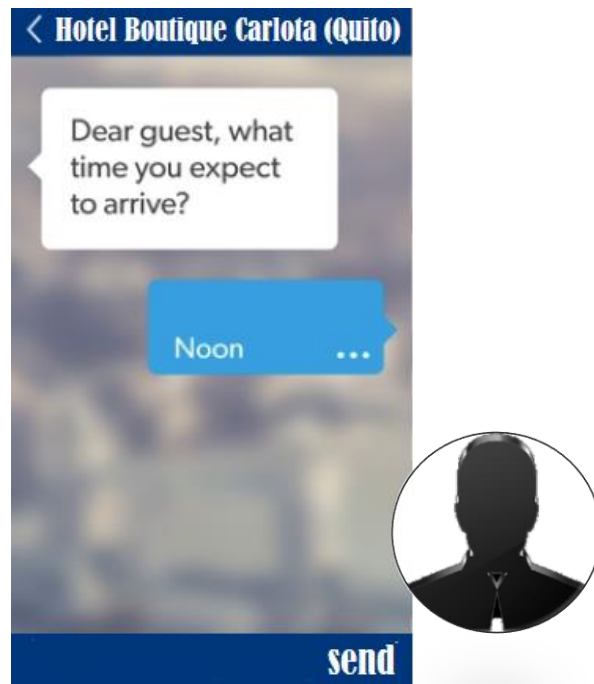 Hotel Boutique Carlota (Quito)
Dear guest, what
time you expect
to arrive?
Noon ...
send